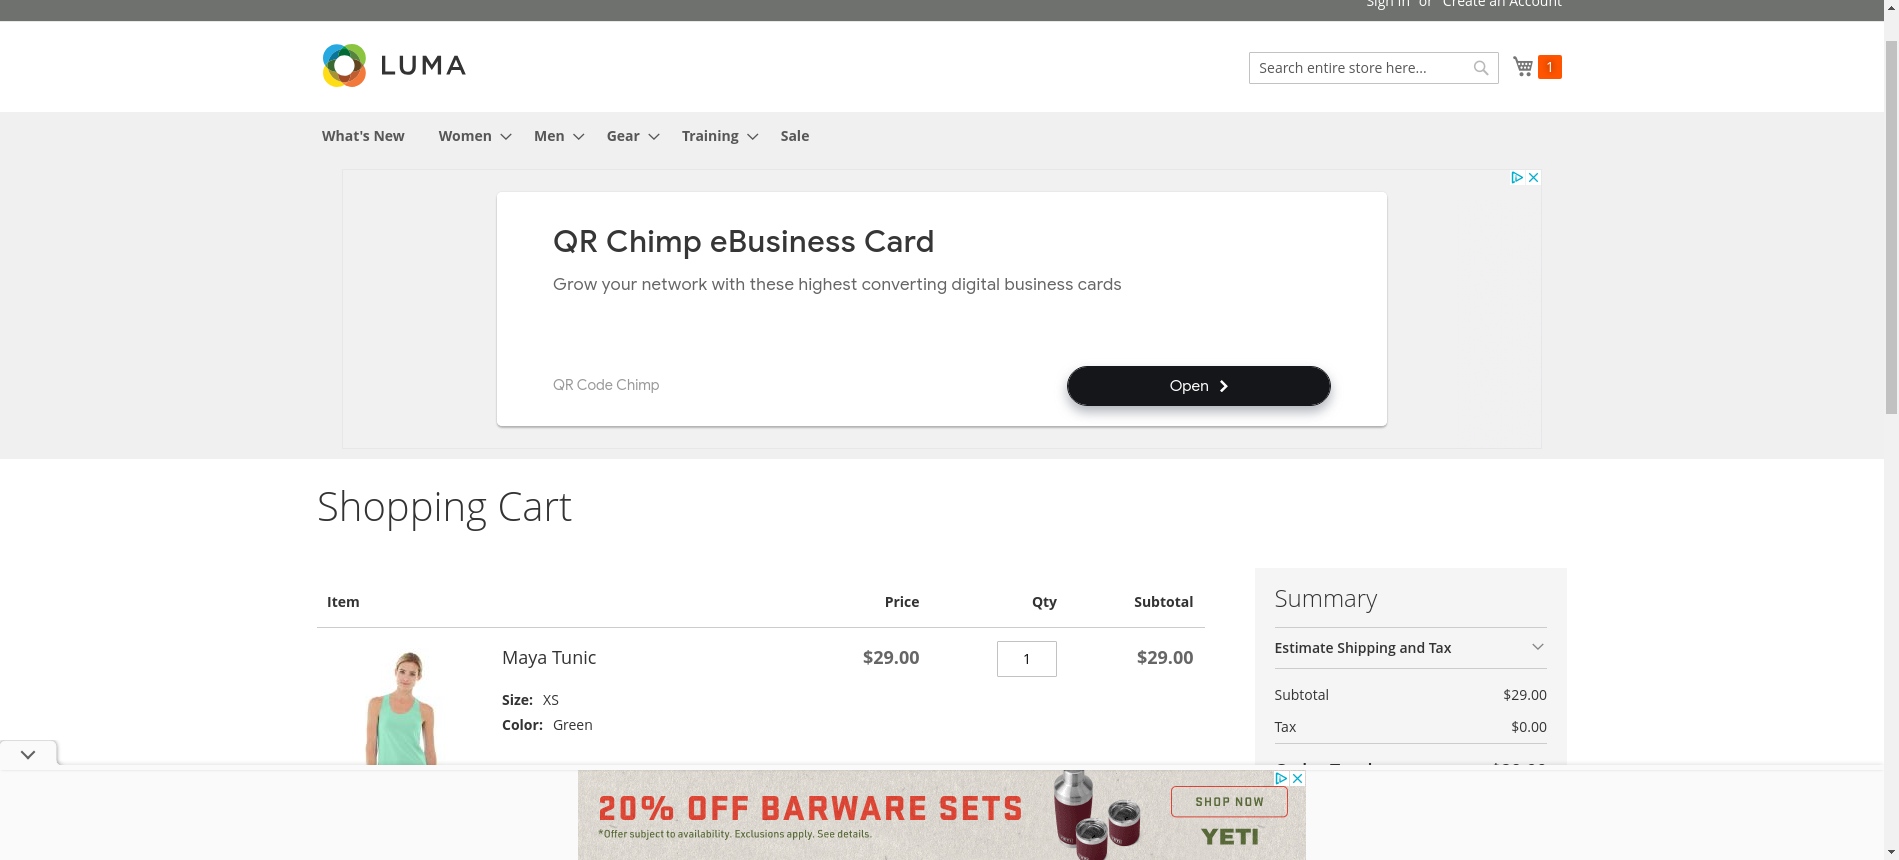 Sign In or Create an Account
LUMA
Search entire store here...
1
What's New Women Men Gear Training Sale
QR Chimp eBusiness Card
Grow your network with these highest converting digital business cards
QR Code Chimp
Open
Shopping Cart
Item Price Qty Subtotal
Maya Tunic $29.00 1 $29.00
Size: XS
Color: Green
Summary
Estimate Shipping and Tax
Subtotal $29.00
Tax $0.00
20% OFF BARWARE SETS
*Offer subject to availability. Exclusions apply. See details.
SHOP NOW
YETI